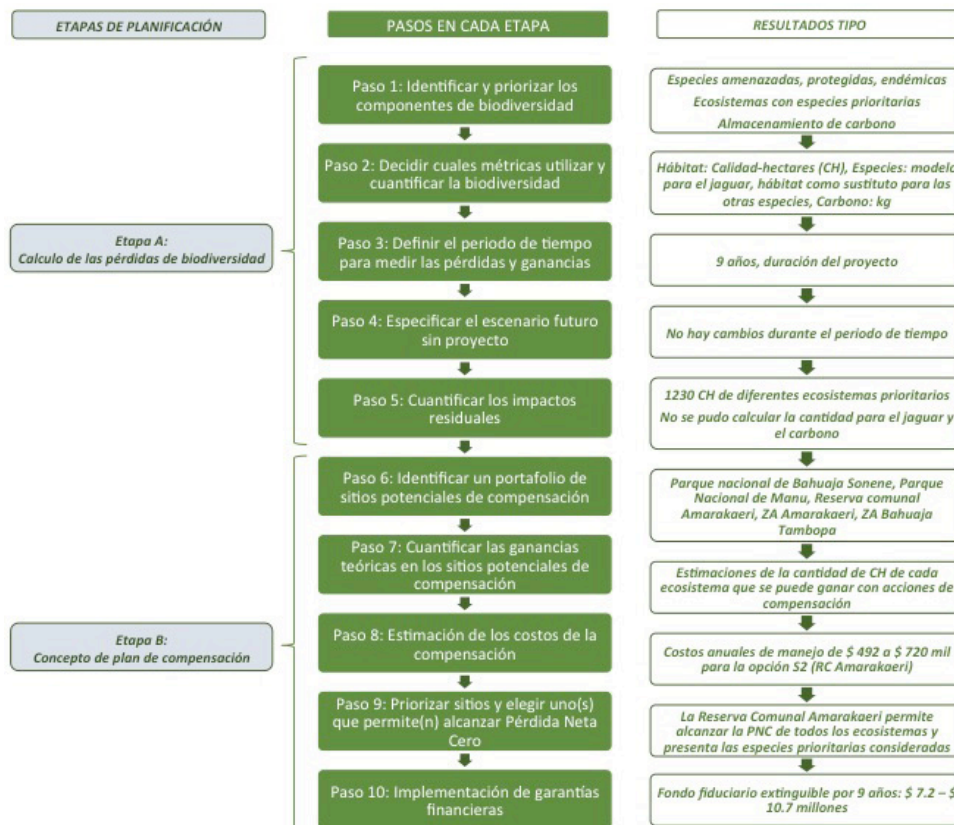 ETAPAS DE PLANIFICACIÓN
PASOS EN CADA ETAPA
RESULTADOS TIPO
Etapa A:
Calculo de las pérdidas de biodiversidad
Paso 1: Identificar y priorizar los
componentes de biodiversidad
Especies amenazadas, protegidas, endémicas
Ecosistemas con especies prioritarias
Almacenamiento de carbono
Paso 2: Decidir cuales métricas utilizar y
cuantificar la biodiversidad
Hábitat: Calidad-hectares (CH), Especies: modelo
para el jaguar, hábitat como sustituto para las
otras especies, Carbono: kg
Paso 3: Definir el periodo de tiempo
para medir las pérdidas y ganancias
9 años, duración del proyecto
Paso 4: Especificar el escenario futuro
sin proyecto
No hay cambios durante el periodo de tiempo
Paso 5: Cuantificar los impactos
residuales
1230 CH de diferentes ecosistemas prioritarios
No se pudo calcular la cantidad para el jaguar y
el carbono
Etapa B:
Concepto de plan de compensación
Paso 6: Identificar un portafolio de
sitios potenciales de compensación
Parque nacional de Bahuaja Sonene, Parque
Nacional de Manu, Reserva comunal
Amarakaeri, ZA Amarakaeri, ZA Bahuaja
Tambopa
Paso 7: Cuantificar las ganancias
teóricas en los sitios potenciales de
compensación
Estimaciones de la cantidad de CH de cada
ecosistema que se puede ganar con acciones de
compensación
Paso 8: Estimación de los costos de la
compensación
Costos anuales de manejo de $ 492 a $ 720 mil
para la opción S2 (RC Amarakaeri)
Paso 9: Priorizar sitios y elegir uno(s)
que permite(n) alcanzar Pérdida Neta
Cero
La Reserva Comunal Amarakaeri permite
alcanzar la PNC de todos los ecosistemas y
presenta las especies prioritarias consideradas
Paso 10: Implementación de garantías
financieras
Fondo fiduciario extinguible por 9 años: $ 7.2 – $
10.7 millones